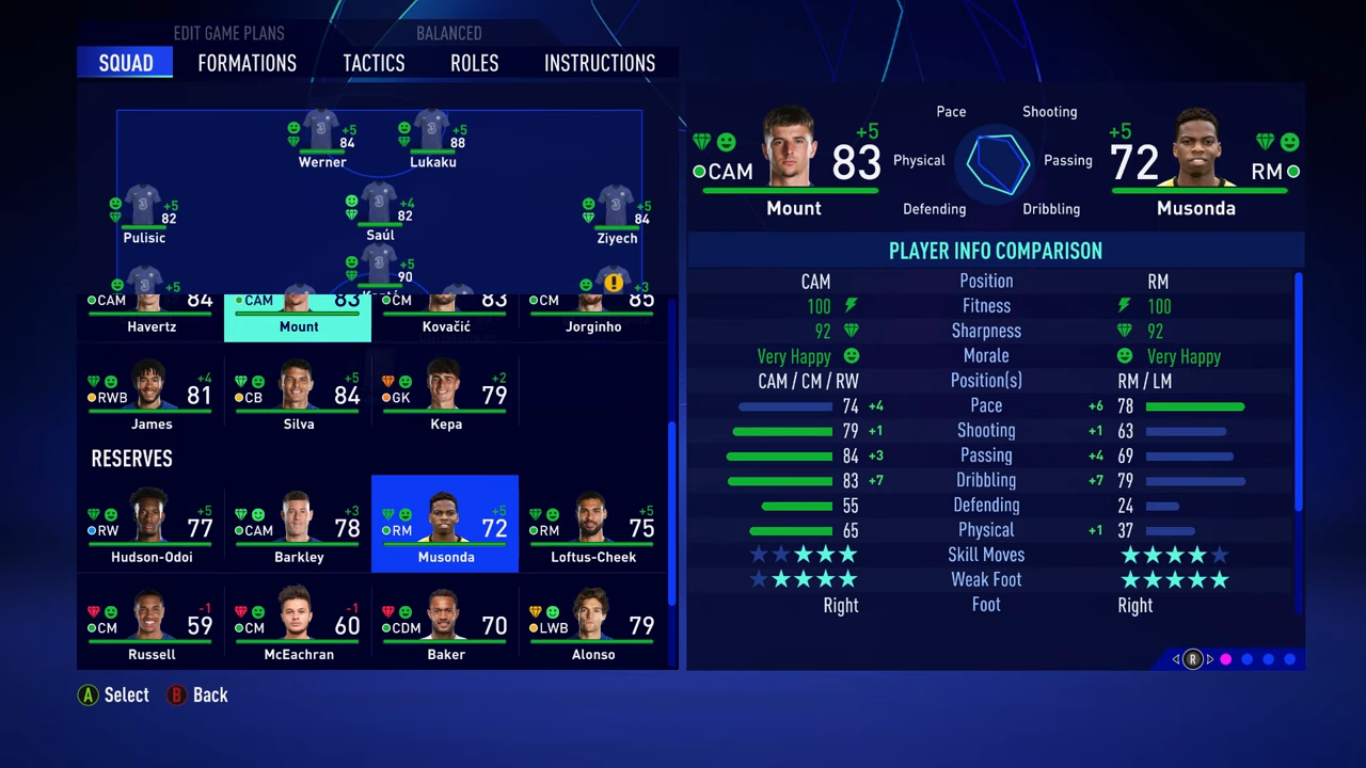 EDIT GAME PLANS BALANCED
SQUAD FORMATIONS TACTICS ROLES INSTRUCTIONS
+5 84 Werner
+5 88 Lukaku
+5 82 Pulisic
+4 82 Saúl
+5 84 Ziyech
+5 90
+5
+3
CAM 84 Havertz
CAM 83 Mount
CM 83 Kovačić
CM 85 Jorginho
RWB +4 81 James
CB +5 84 Silva
GK +2 79 Kepa
RESERVES
RW +5 77 Hudson-Odoi
CAM +3 78 Barkley
RM +5 72 Musonda
RM +5 75 Loftus-Cheek
CM -1 59 Russell
CM -1 60 McEachran
CDM 70 Baker
LWB 79 Alonso
A Select B Back
CAM +5 83 Mount
Pace Shooting
Physical Passing
Defending Dribbling
+5 72 RM Musonda
PLAYER INFO COMPARISON
CAM Position RM
100 Fitness 100
92 Sharpness 92
Very Happy Morale Very Happy
CAM / CM / RW Position(s) RM / LM
74 +4 Pace +6 78
79 +1 Shooting +1 63
84 +3 Passing +4 69
83 +7 Dribbling +7 79
55 Defending 24
65 Physical +1 37
Skill Moves
Weak Foot
Right Foot Right
R